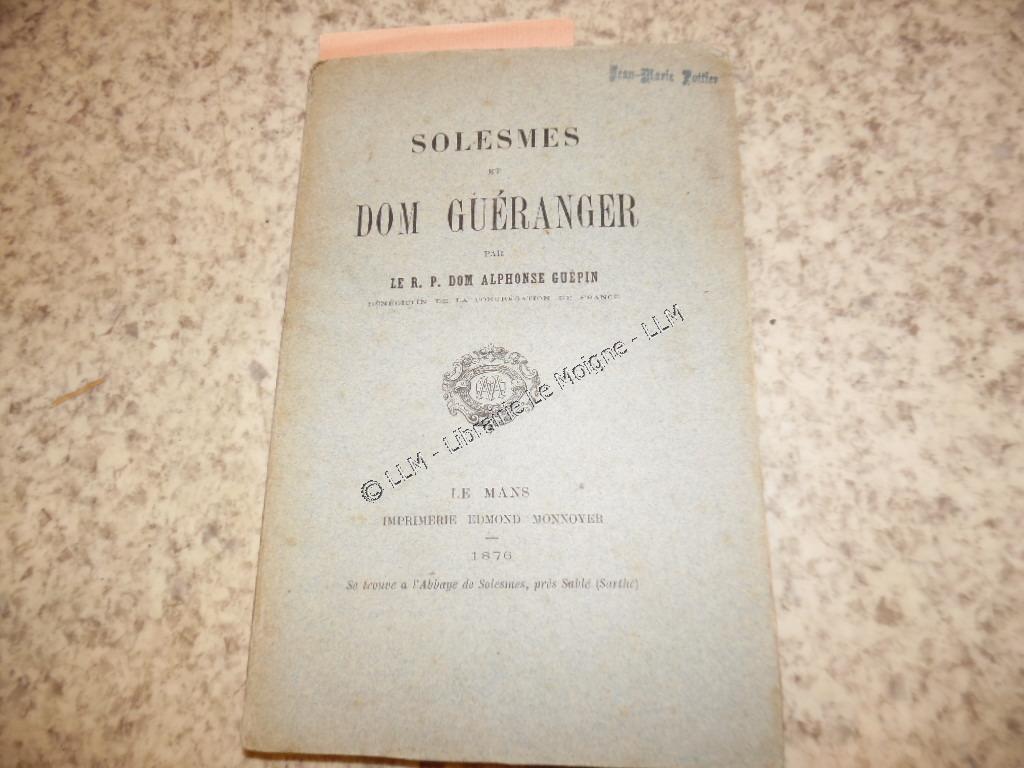 Jean-Marie Pottier
SOLESMES
ET
DOM GUÉRANGER
PAR
LE R. P. DOM ALPHONSE GUÉPIN
BÉNÉDICTIN DE LA CONGRÉGATION DE FRANCE
© LLM - Librairie Le Moigne - LLM
LE MANS
IMPRIMERIE EDMOND MONNOYER
1876
Se trouve a l'Abbaye de Solesmes, près Sablé (Sarthe)